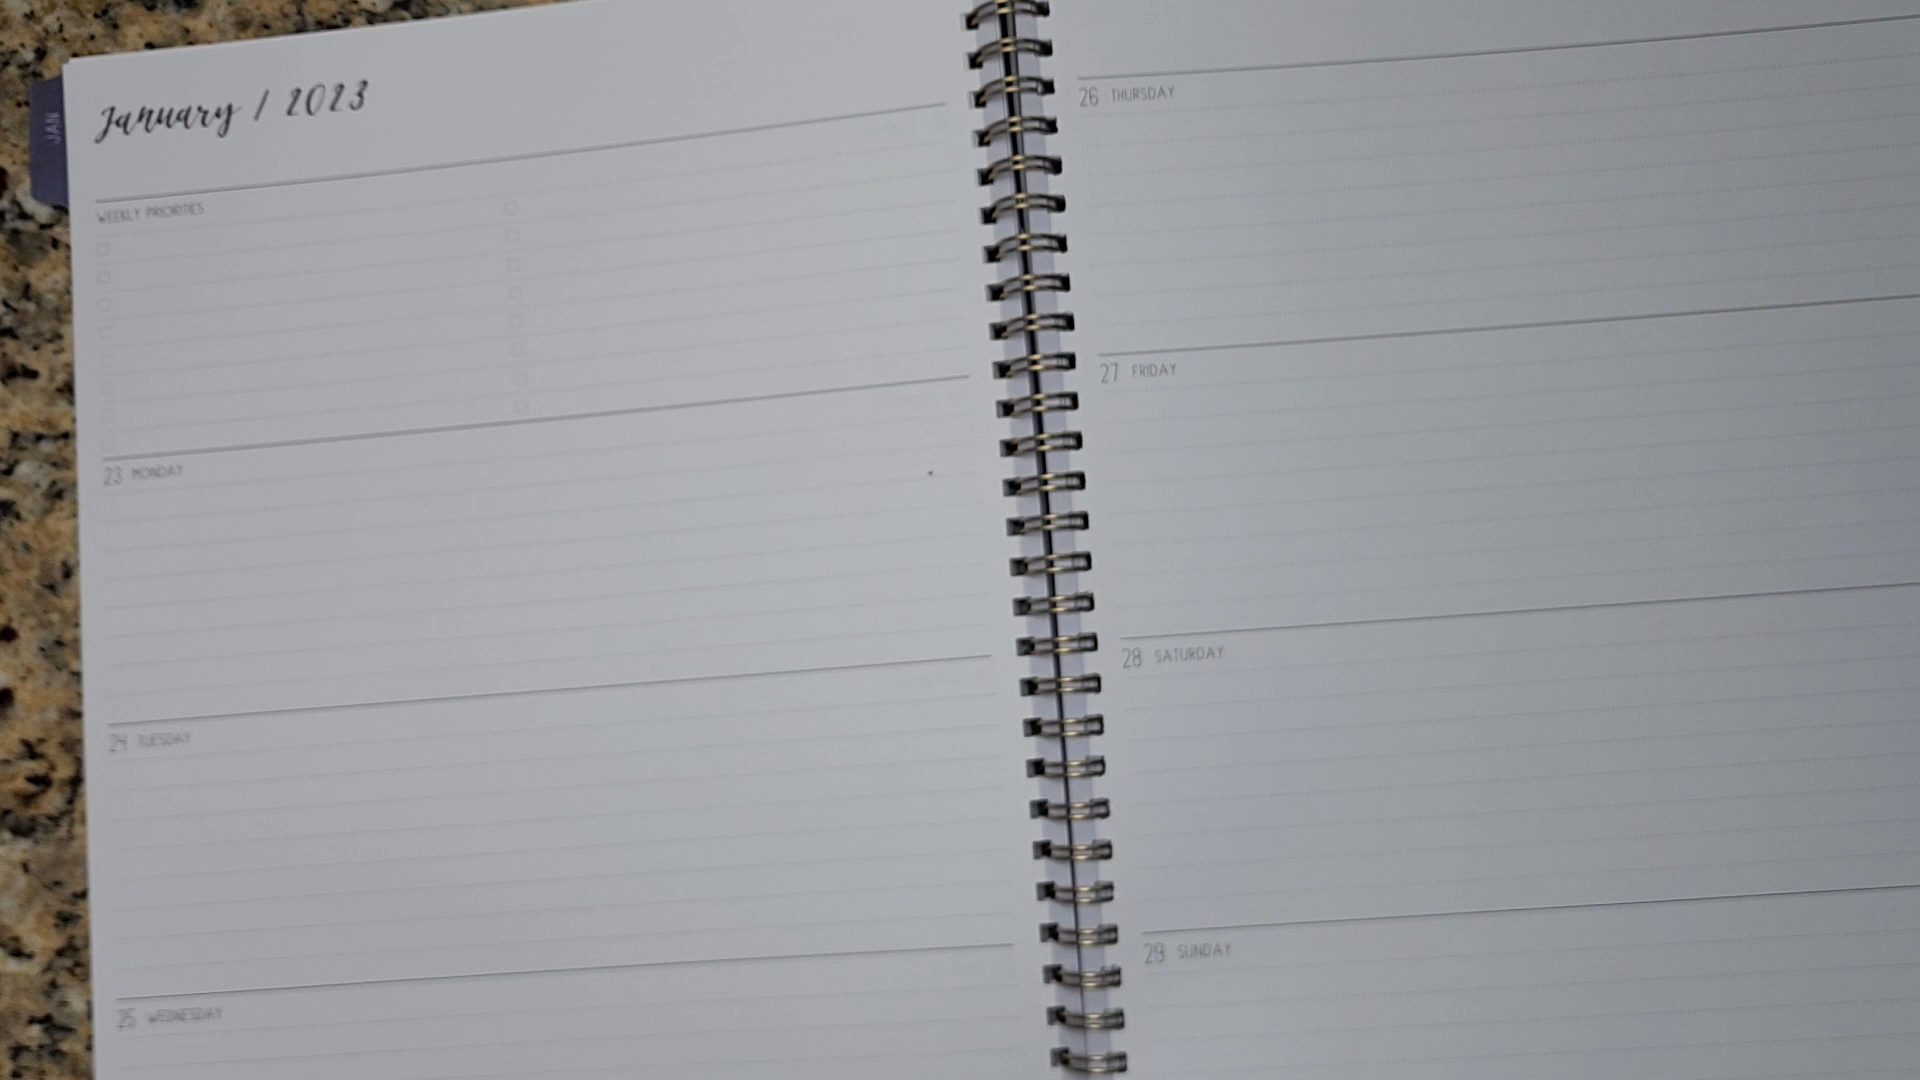 JAN
January / 2023
WEEKLY PRIORITIES
23 MONDAY
24 TUESDAY
25 WEDNESDAY
26 THURSDAY
27 FRIDAY
28 SATURDAY
29 SUNDAY